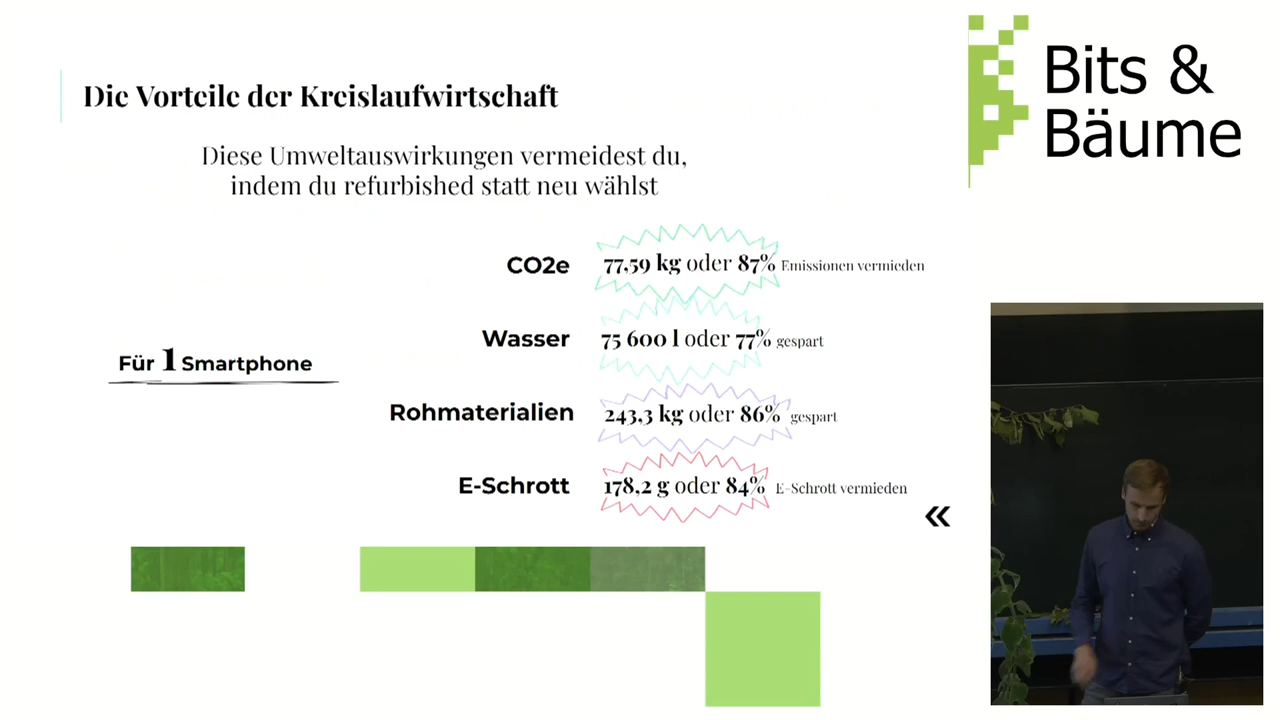 Die Vorteile der Kreislaufwirtschaft
Diese Umweltauswirkungen vermeidest du,
indem du refurbished statt neu wählst
Für 1 Smartphone
CO2e 77,59 kg oder 87% Emissionen vermieden
Wasser 75 600 l oder 77% gespart
Rohmaterialien 243,3 kg oder 86% gespart
E-Schrott 178,2 g oder 84% E-Schrott vermieden
«
Bits &
Bäume